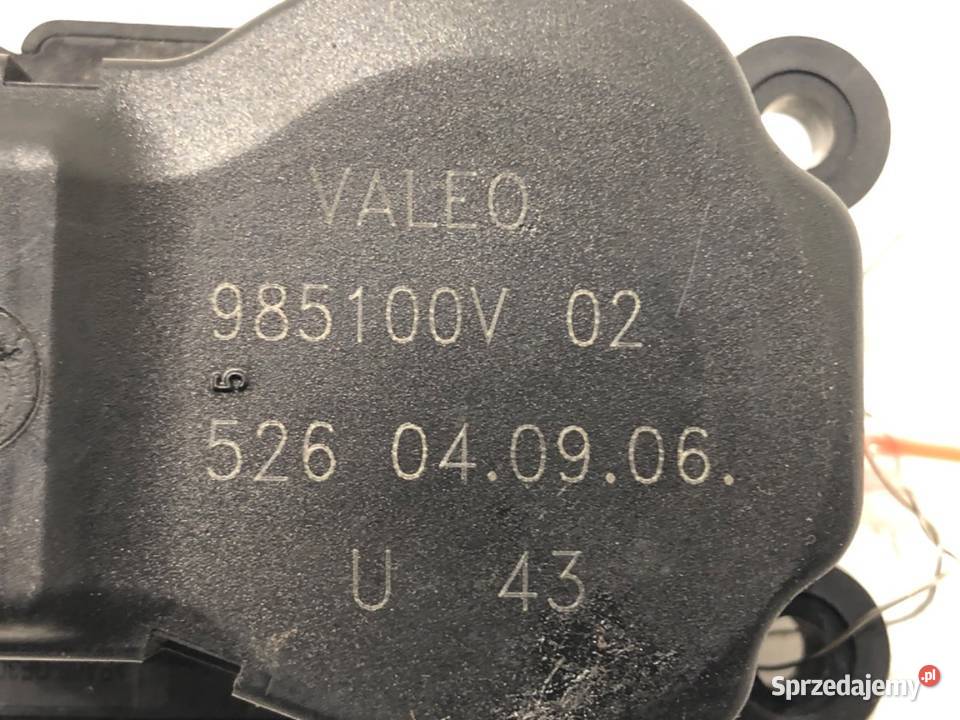 VALEO
985100V 02
5
526 04.09.06.
U 43
Sprzedajemy.pl